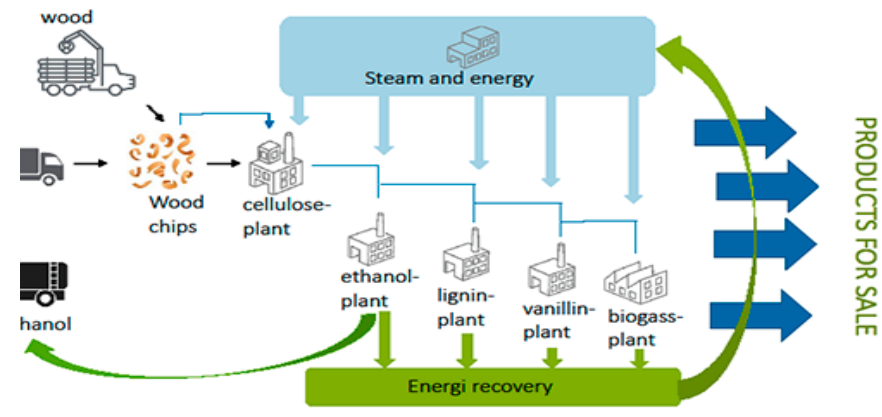 wood
Steam and energy
Wood
chips
cellulose-
plant
ethanol-
plant
lignin-
plant
vanillin-
plant
biogass-
plant
hanol
Energi recovery
PRODUCTS FOR SALE